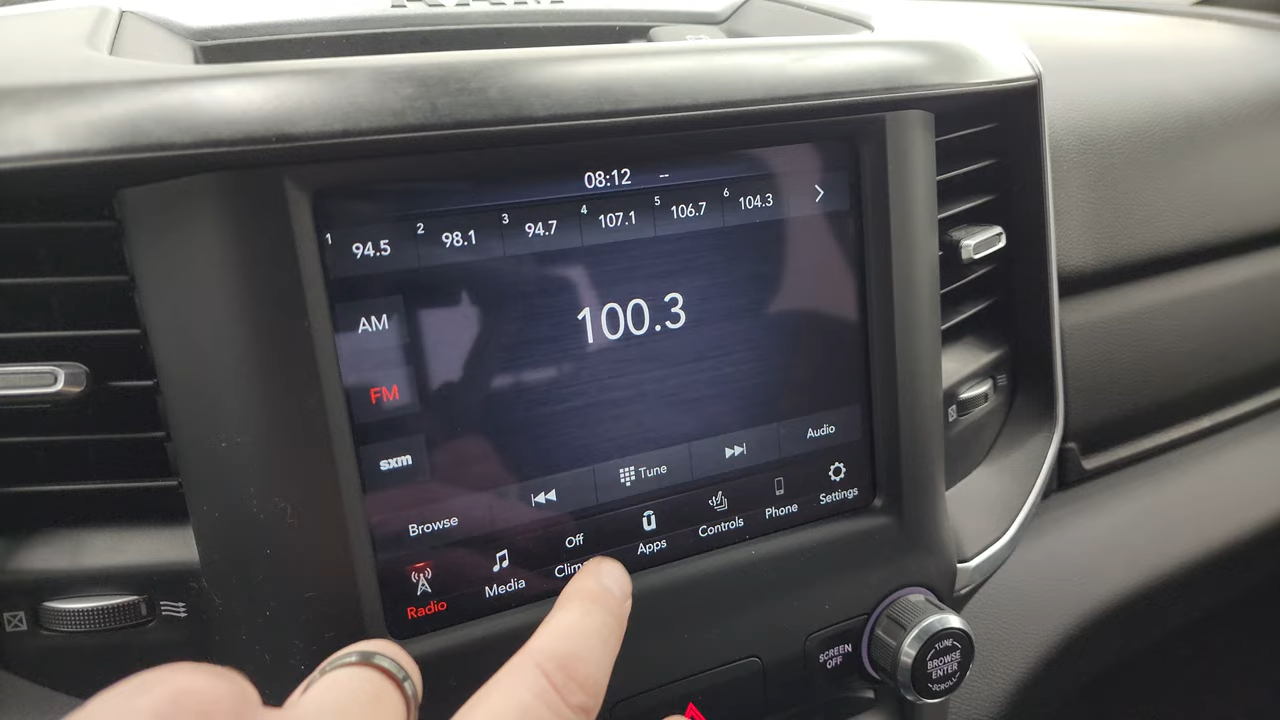 RAM
08:12 --
1 94.5 2 98.1 3 94.7 4 107.1 5 106.7 6 104.3
AM
100.3
FM
sxm
Browse
Tune
Audio
Radio
Media
Off
Clim
Apps
Controls
Phone
Settings
SCREEN
OFF
TUNE
BROWSE
ENTER
SCROLL